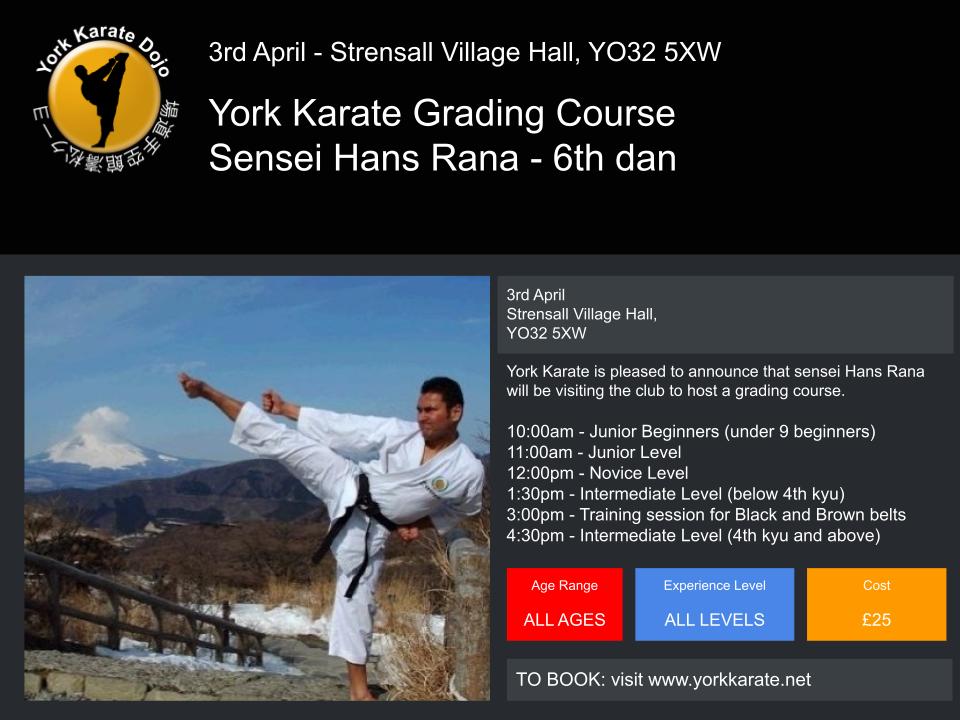 York Karate Dojo
場道手空館濤松クーヨ
3rd April - Strensall Village Hall, YO32 5XW
York Karate Grading Course
Sensei Hans Rana - 6th dan
3rd April
Strensall Village Hall,
YO32 5XW
York Karate is pleased to announce that sensei Hans Rana
will be visiting the club to host a grading course.
10:00am - Junior Beginners (under 9 beginners)
11:00am - Junior Level
12:00pm - Novice Level
1:30pm - Intermediate Level (below 4th kyu)
3:00pm - Training session for Black and Brown belts
4:30pm - Intermediate Level (4th kyu and above)
Age Range
ALL AGES
Experience Level
ALL LEVELS
Cost
£25
TO BOOK: visit www.yorkkarate.net